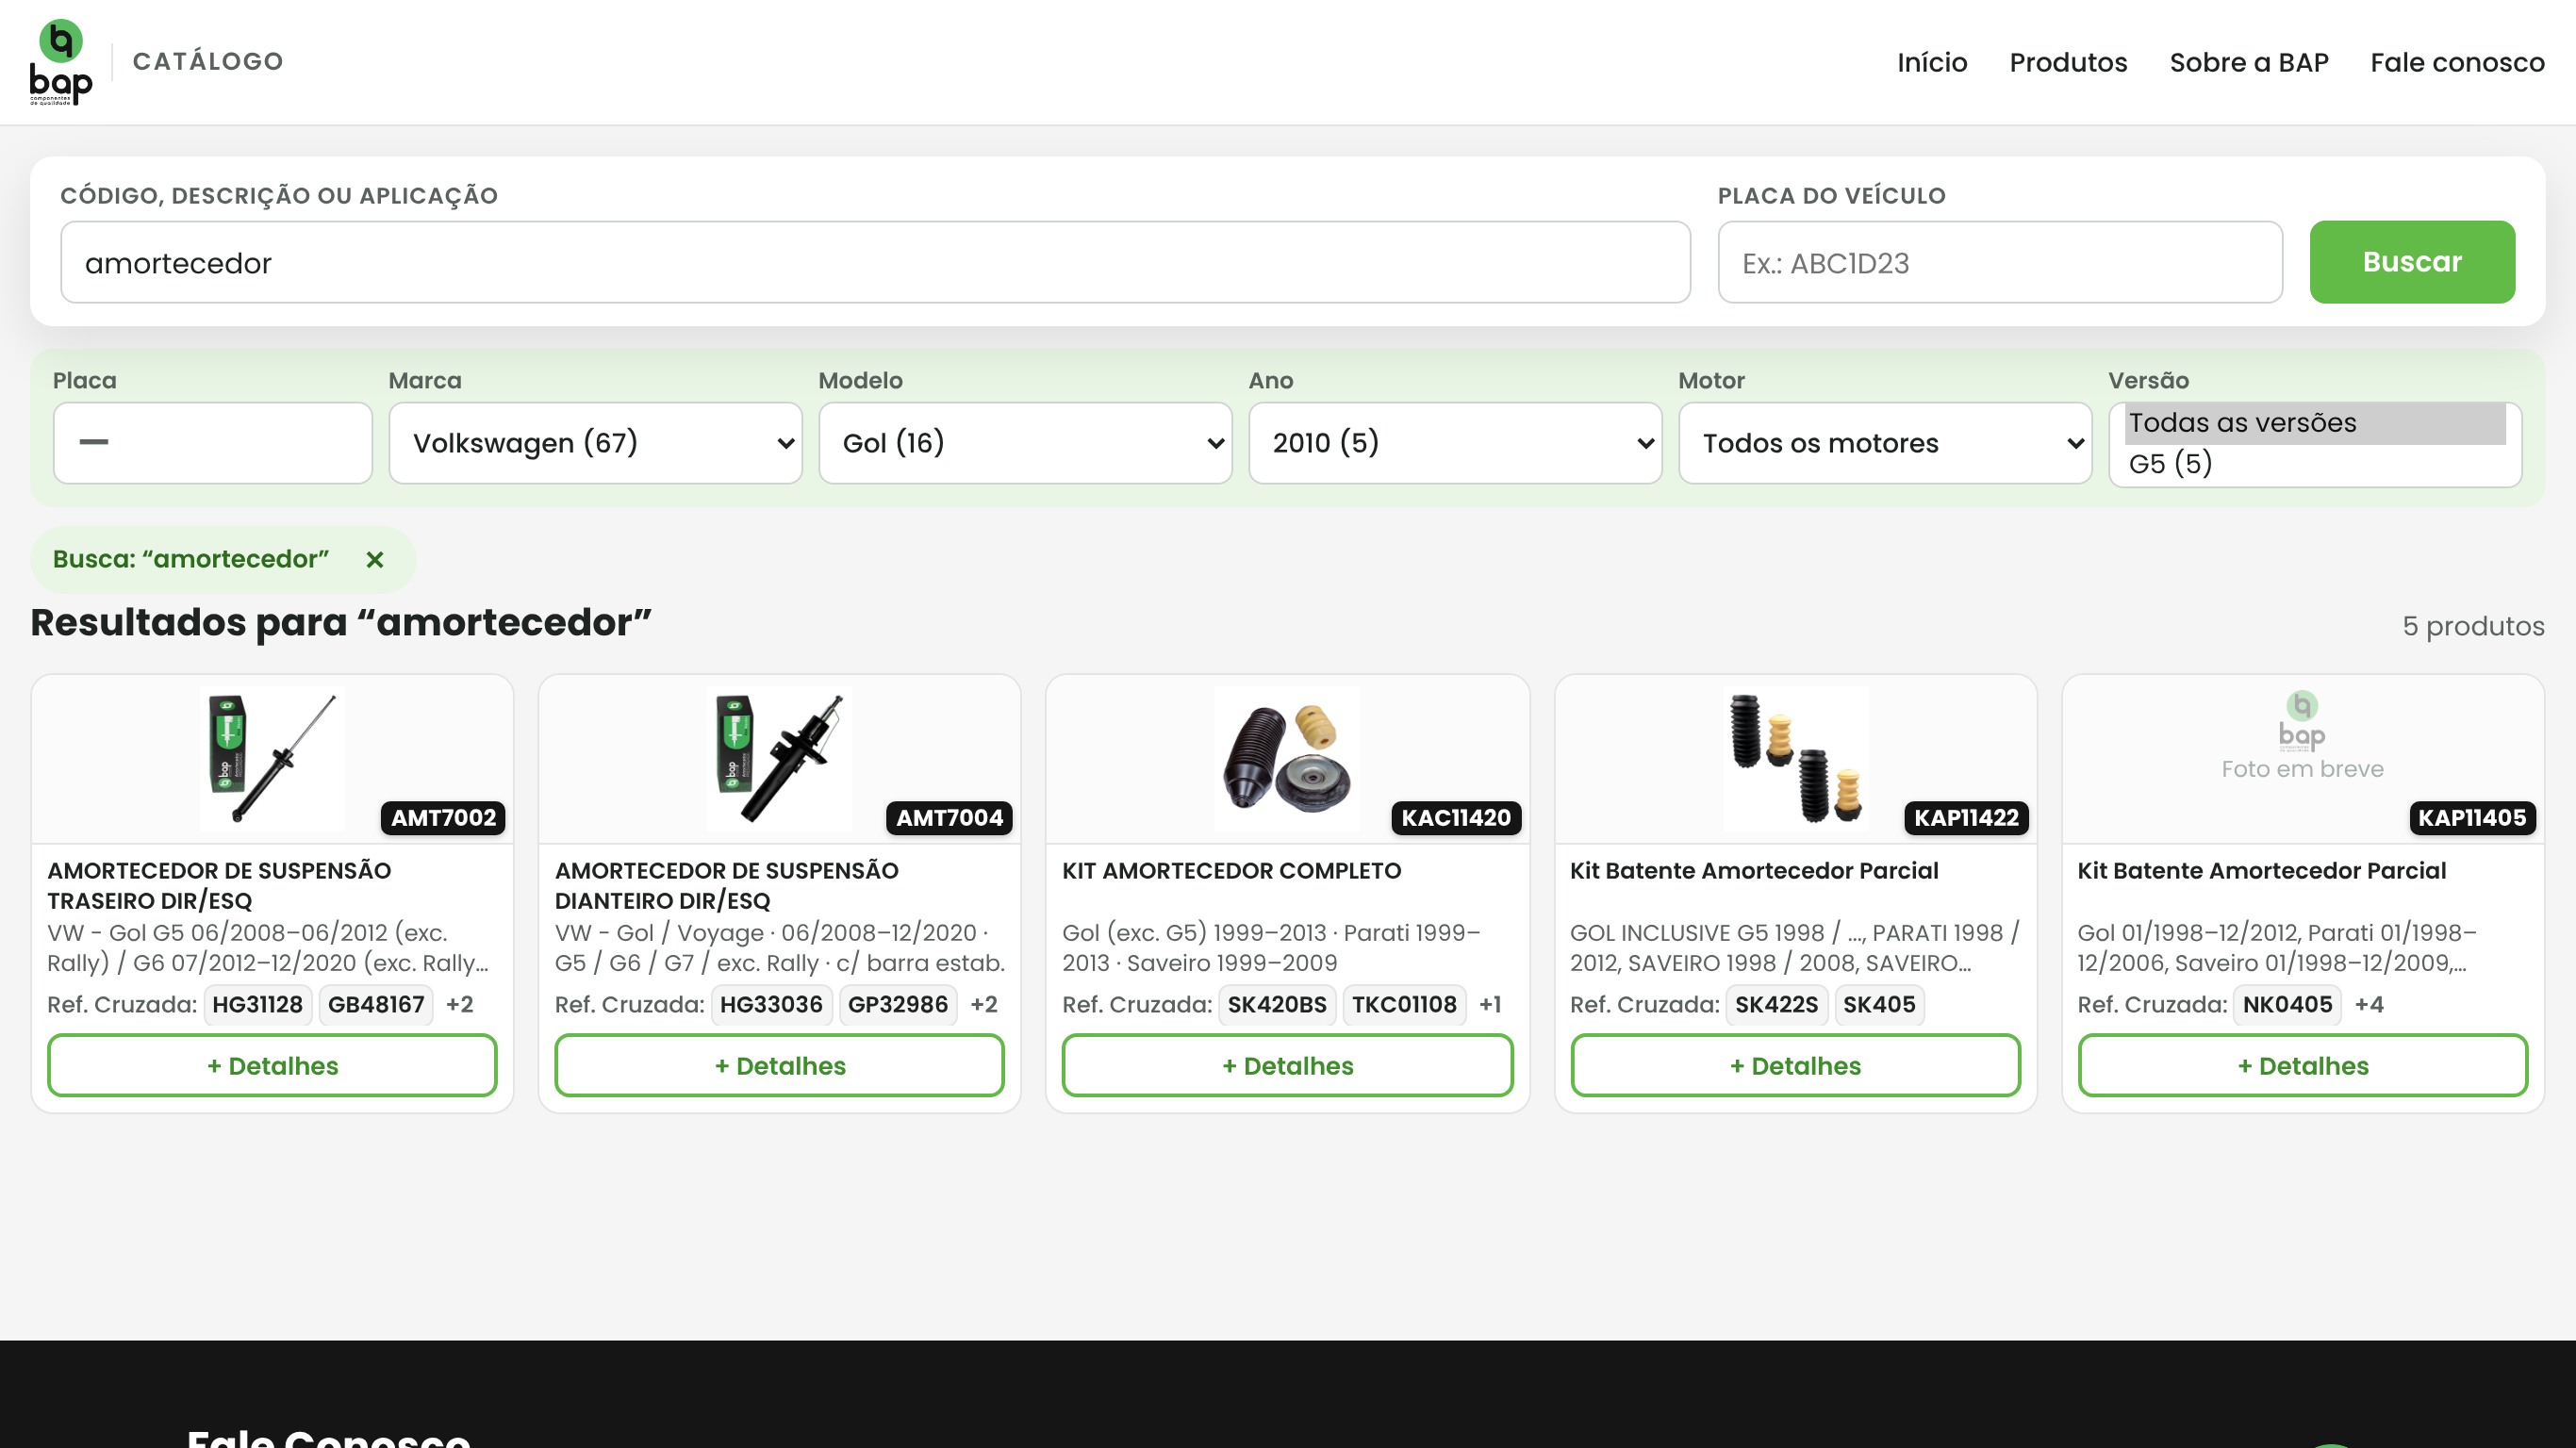 bap
componentes
de qualidade
CATÁLOGO
Início
Produtos
Sobre a BAP
Fale conosco
CÓDIGO, DESCRIÇÃO OU APLICAÇÃO
PLACA DO VEÍCULO
amortecedor
Ex.: ABC1D23
Buscar
Placa
Marca
Modelo
Ano
Motor
Versão
—
Volkswagen (67)
Gol (16)
2010 (5)
Todos os motores
Todas as versões
G5 (5)
Busca: “amortecedor” ✕
Resultados para “amortecedor”
5 produtos
bap
AMT7002
AMORTECEDOR DE SUSPENSÃO
TRASEIRO DIR/ESQ
VW - Gol G5 06/2008–06/2012 (exc.
Rally) / G6 07/2012–12/2020 (exc. Rally...
Ref. Cruzada: HG31128 GB48167 +2
+ Detalhes
bap
AMT7004
AMORTECEDOR DE SUSPENSÃO
DIANTEIRO DIR/ESQ
VW - Gol / Voyage · 06/2008–12/2020 ·
G5 / G6 / G7 / exc. Rally · c/ barra estab.
Ref. Cruzada: HG33036 GP32986 +2
+ Detalhes
KAC11420
KIT AMORTECEDOR COMPLETO
Gol (exc. G5) 1999–2013 · Parati 1999–
2013 · Saveiro 1999–2009
Ref. Cruzada: SK420BS TKC01108 +1
+ Detalhes
KAP11422
Kit Batente Amortecedor Parcial
GOL INCLUSIVE G5 1998 / ..., PARATI 1998 /
2012, SAVEIRO 1998 / 2008, SAVEIRO...
Ref. Cruzada: SK422S SK405
+ Detalhes
bap
Foto em breve
KAP11405
Kit Batente Amortecedor Parcial
Gol 01/1998–12/2012, Parati 01/1998–
12/2006, Saveiro 01/1998–12/2009,...
Ref. Cruzada: NK0405 +4
+ Detalhes
Fale Conosco